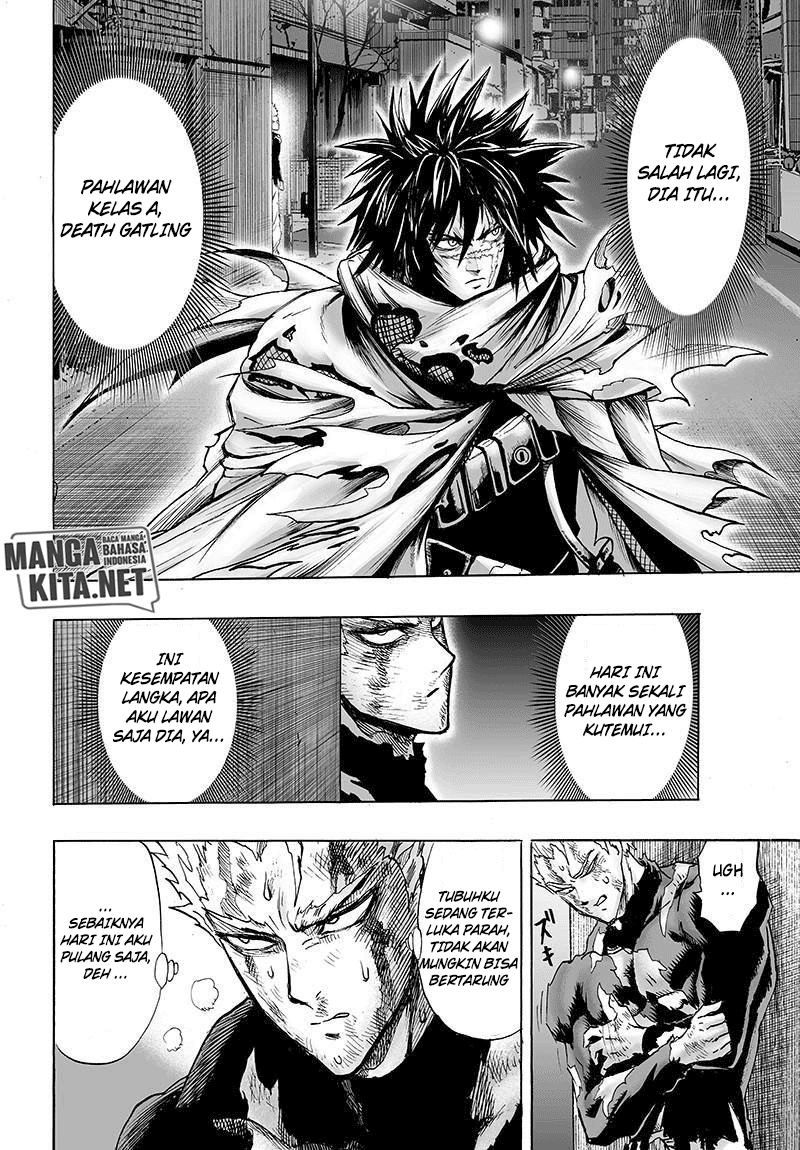 TIDAK
SALAH LAGI,
DIA ITU...
PAHLAWAN
KELAS A,
DEATH GATLING
MANGA
KITA.NET
BACA MANGA
BAHASA
INDONESIA
HARI INI
BANYAK SEKALI
PAHLAWAN YANG
KUTEMUI...
INI
KESEMPATAN
LANGKA, APA
AKU LAWAN
SAJA DIA, YA...
UGH
...
ズキ
TUBUHKU
SEDANG TER-
LUKA PARAH,
TIDAK AKAN
MUNGKIN BISA
BERTARUNG
...
SEBAIKNYA
HARI INI AKU
PULANG SAJA,
DEH ...